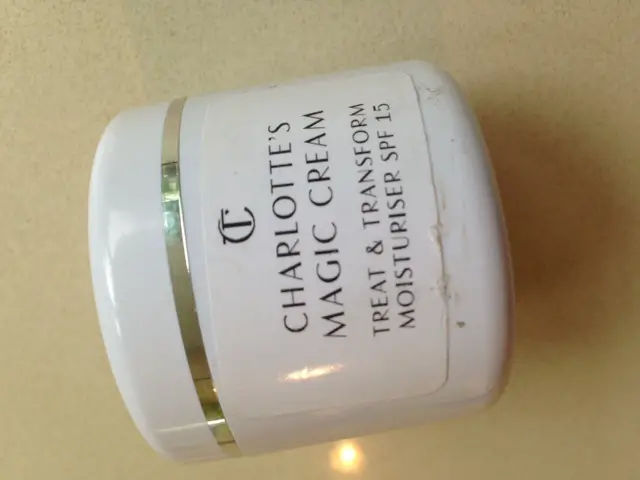 CT
CHARLOTTE'S
MAGIC CREAM
TREAT & TRANSFORM
MOISTURISER SPF 15